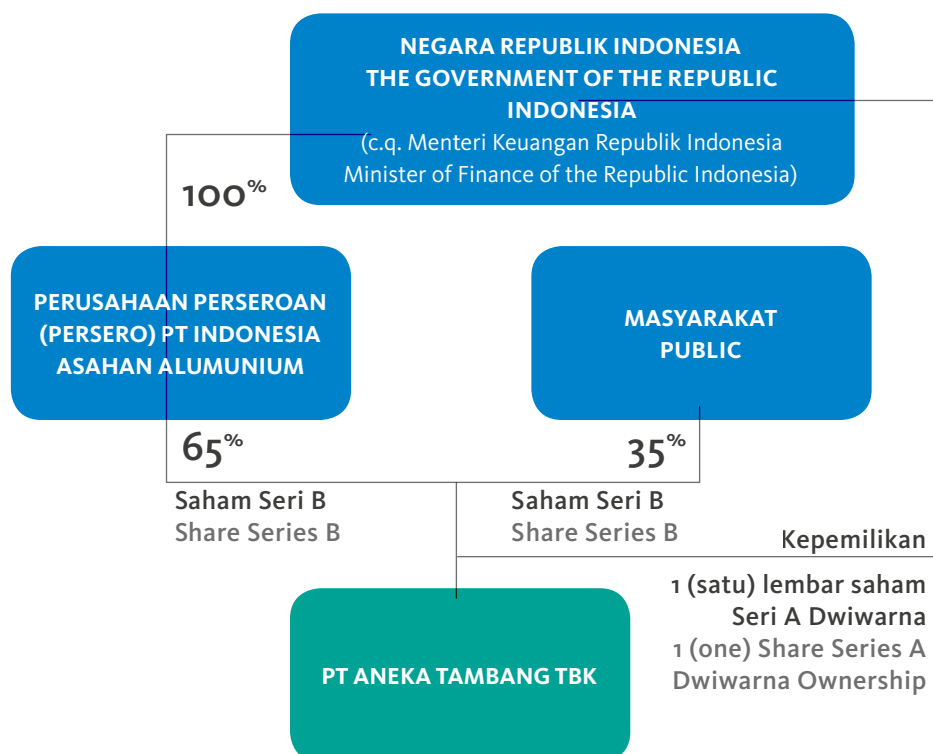 NEGARA REPUBLIK INDONESIA
THE GOVERNMENT OF THE REPUBLIC
INDONESIA
(c.q. Menteri Keuangan Republik Indonesia
Minister of Finance of the Republic Indonesia)
100%
PERUSAHAAN PERSEROAN
(PERSERO) PT INDONESIA
ASAHAN ALUMUNIUM
MASYARAKAT
PUBLIC
65%
Saham Seri B
Share Series B
35%
Saham Seri B
Share Series B
Kepemilikan
1 (satu) lembar saham
Seri A Dwiwarna
1 (one) Share Series A
Dwiwarna Ownership
PT ANEKA TAMBANG TBK